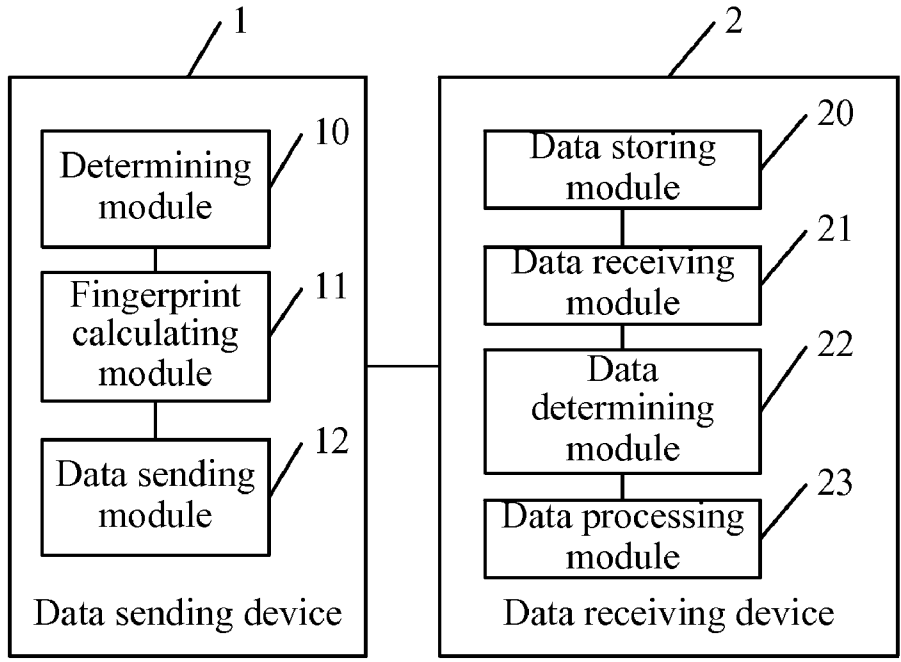 1
10
Determining
module
11
Fingerprint
calculating
module
12
Data sending
module
Data sending device
2
20
Data storing
module
21
Data receiving
module
22
Data
determining
module
23
Data processing
module
Data receiving device